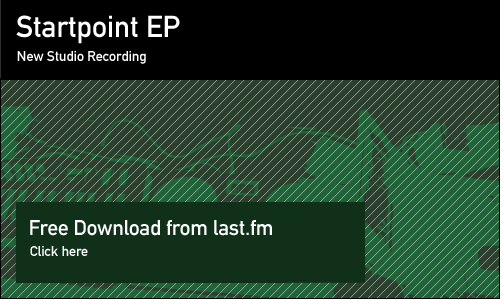 Startpoint EP
New Studio Recording
Free Download from last.fm
Click here